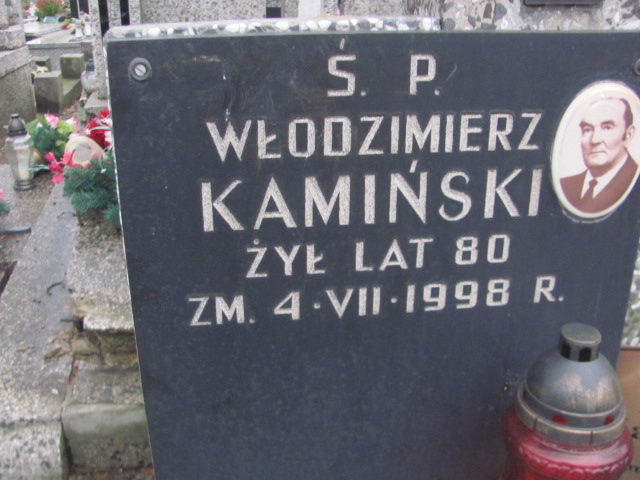 Ś. P.
WŁODZIMIERZ
KAMIŃSKI
ŻYŁ LAT 80
ZM. 4·VII·1998 R.